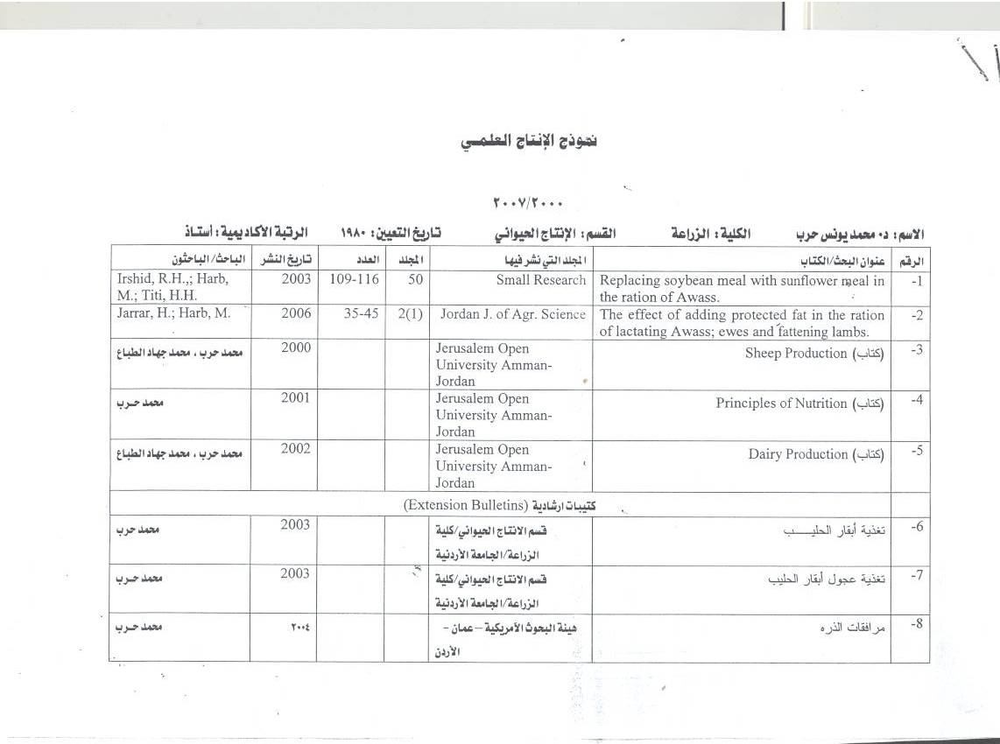 نموذج الإنتاج العلمي
٢٠٠٧/٢٠٠٠
الاسم: د. محمد يونس حرب الكلية: الزراعة القسم: الإنتاج الحيواني تاريخ التعيين: ١٩٨٠ الرتبة الاكاديمية: أستاذ
الرقم عنوان البحث/الكتاب المجلد التي نشر فيها المجلد العدد تاريخ النشر الباحث/الباحثون
-1 Replacing soybean meal with sunflower meal in Small Research 50 109-116 2003 Irshid, R.H.,; Harb,
the ration of Awass. M.; Titi, H.H.
-2 The effect of adding protected fat in the ration Jordan J. of Agr. Science 2(1) 35-45 2006 Jarrar, H.; Harb, M.
of lactating Awass; ewes and fattening lambs.
-3 Sheep Production (كتاب) Jerusalem Open 2000 محمد حرب، محمد جهاد الطباع
University Amman-
Jordan
-4 Principles of Nutrition (كتاب) Jerusalem Open 2001 محمد حرب
University Amman-
Jordan
-5 Dairy Production (كتاب) Jerusalem Open 2002 محمد حرب، محمد جهاد الطباع
University Amman-
Jordan
كتيبات ارشادية (Extension Bulletins)
-6 تغذية أبقار الحليب قسم الانتاج الحيواني/كلية 2003 محمد حرب
الزراعة/الجامعة الأردنية
-7 تغذية عجول أبقار الحليب قسم الانتاج الحيواني/كلية 2003 محمد حرب
الزراعة/الجامعة الأردنية
-8 مرافقات الذره هيئة البحوث الأمريكية – عمان - ٢٠٠٤ محمد حرب
الأردن